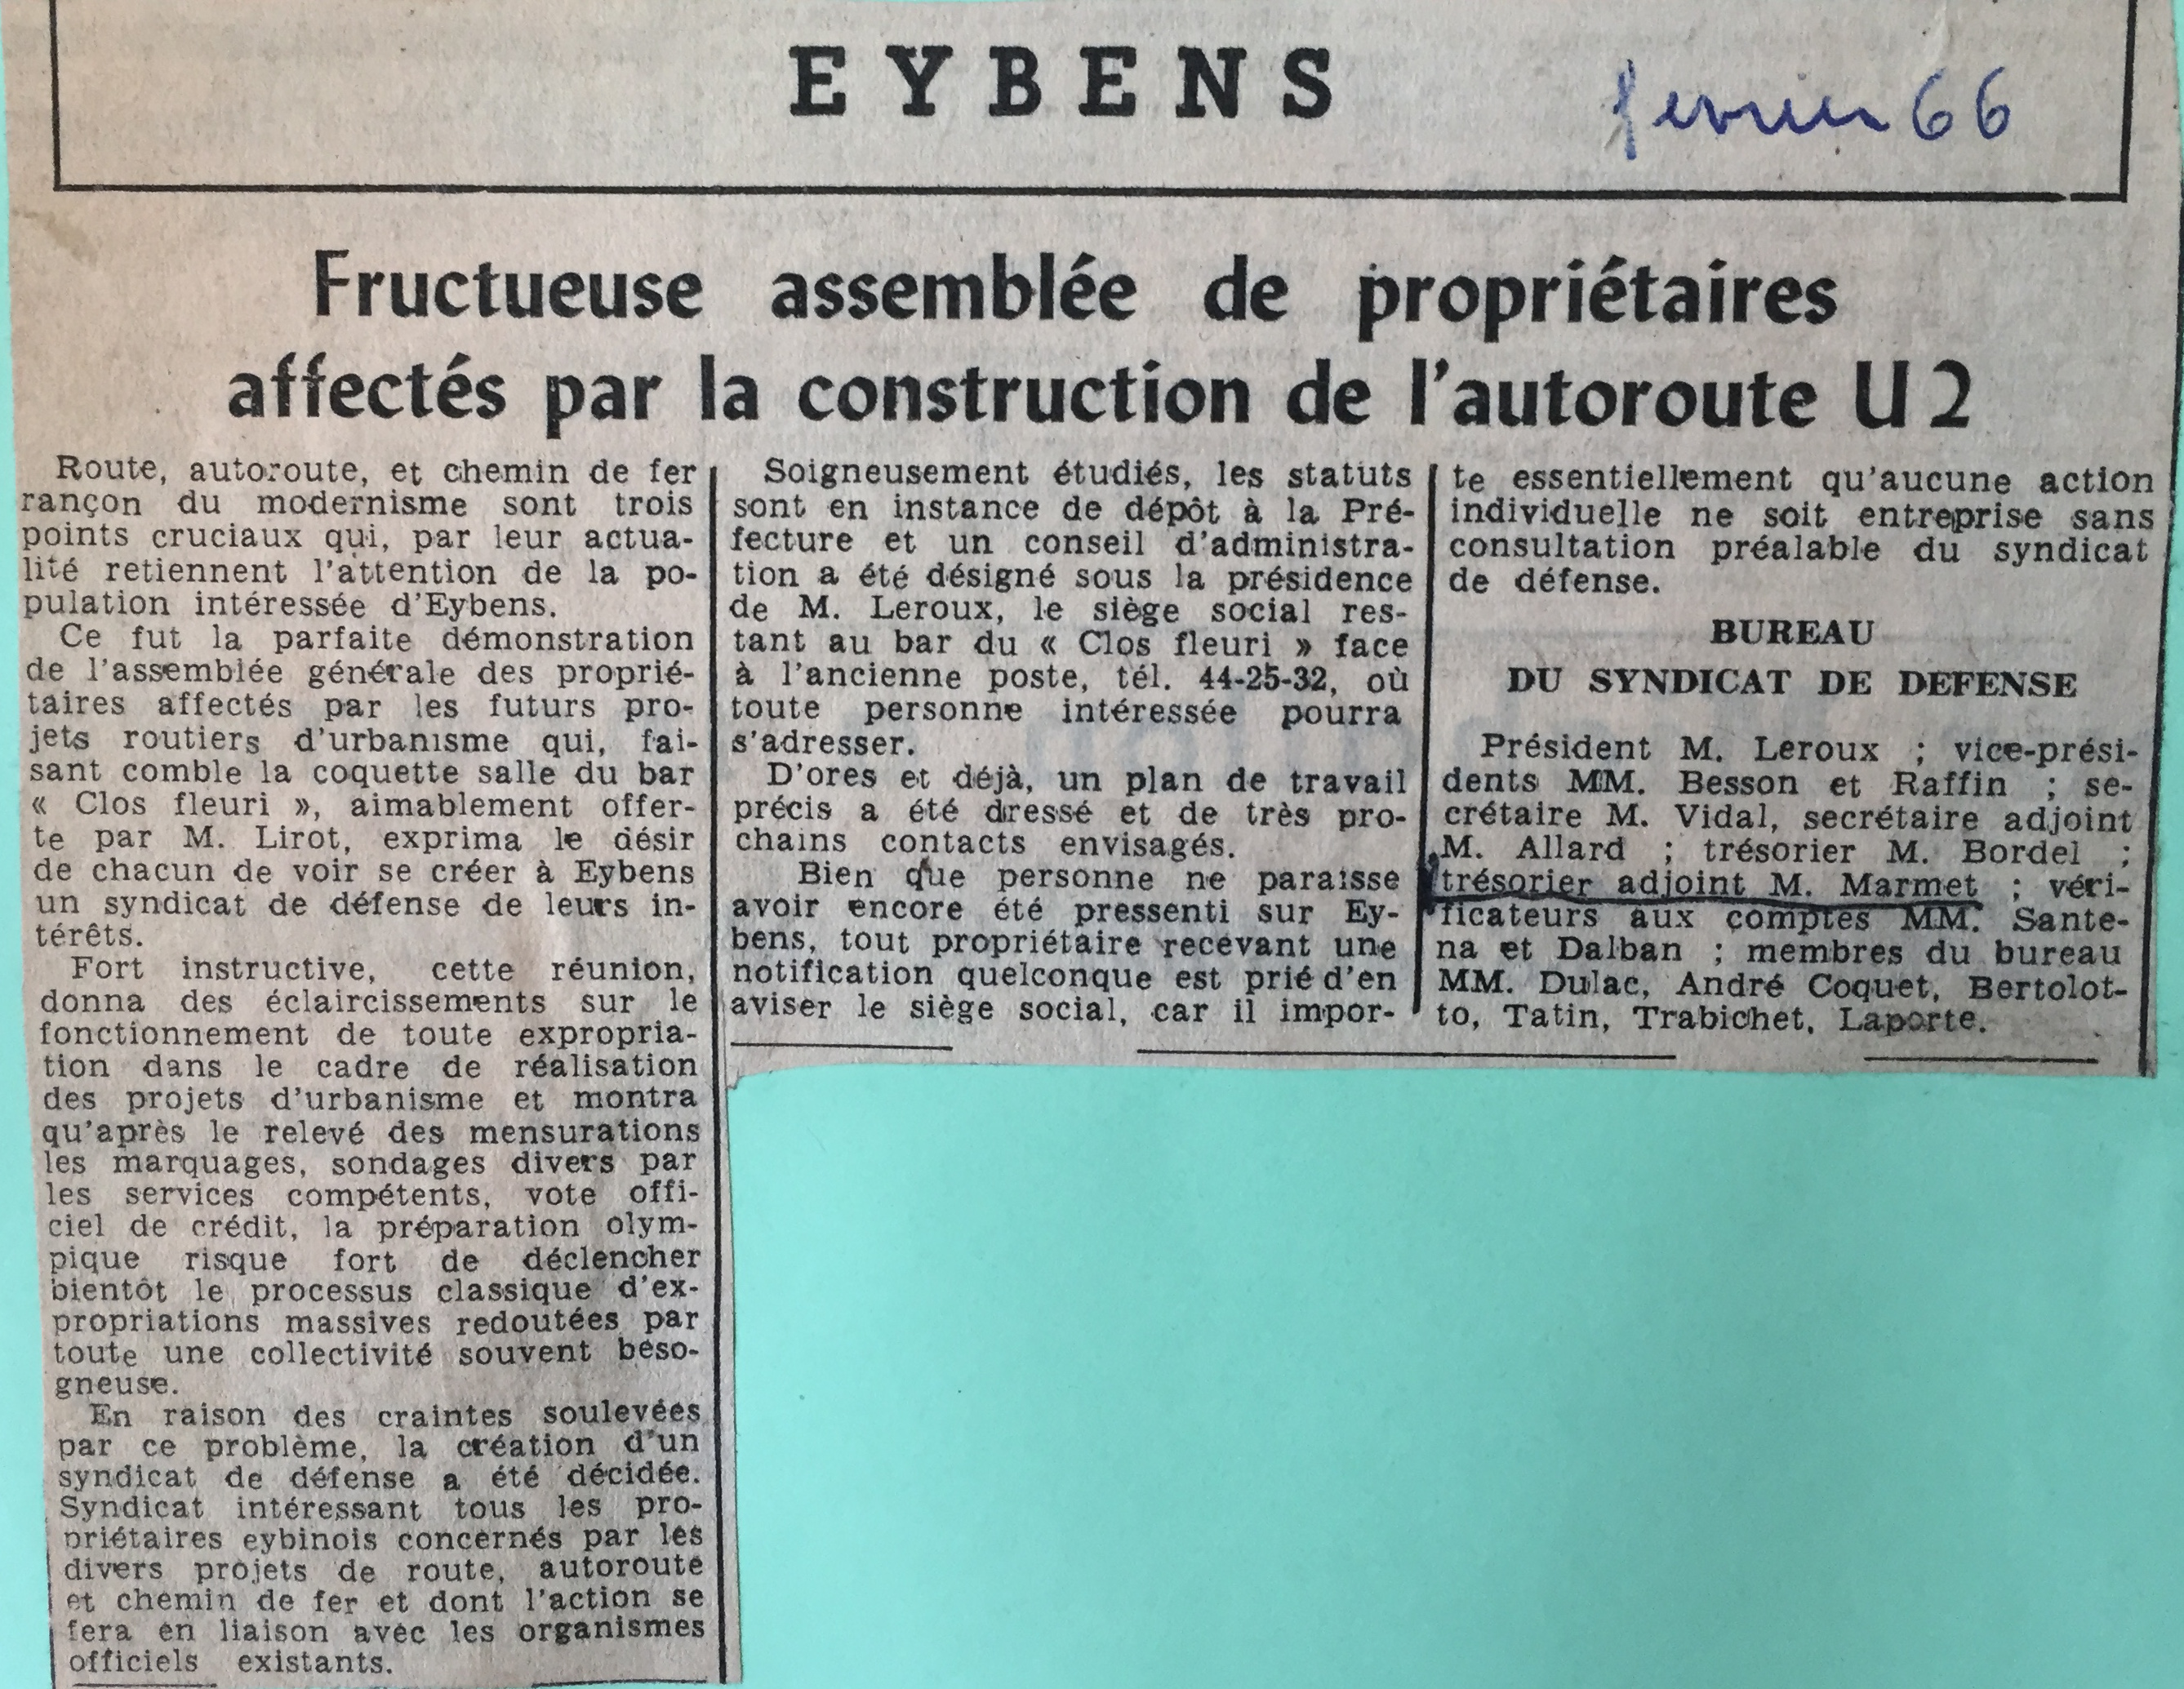 EYBENS
fevrier 66
Fructueuse assemblée de propriétaires
affectés par la construction de l'autoroute U2
Route, autoroute, et chemin de fer
rançon du modernisme sont trois
points cruciaux qui, par leur actua-
lité retiennent l'attention de la po-
pulation intéressée d'Eybens.
Ce fut la parfaite démonstration
de l'assemblée générale des proprié-
taires affectés par les futurs pro-
jets routiers d'urbanisme qui, fai-
sant comble la coquette salle du bar
« Clos fleuri », aimablement offer-
te par M. Lirot, exprima le désir
de chacun de voir se créer à Eybens
un syndicat de défense de leurs in-
térêts.
Fort instructive, cette réunion,
donna des éclaircissements sur le
fonctionnement de toute expropria-
tion dans le cadre de réalisation
des projets d'urbanisme et montra
qu'après le relevé des mensurations
les marquages, sondages divers par
les services compétents, vote offi-
ciel de crédit, la préparation olym-
pique risque fort de déclencher
bientôt le processus classique d'ex-
propriations massives redoutées par
toute une collectivité souvent beso-
gneuse.
En raison des craintes soulevées
par ce problème, la création d'un
syndicat de défense a été décidée.
Syndicat intéressant tous les pro-
priétaires eybinois concernés par les
divers projets de route, autoroute
et chemin de fer et dont l'action se
fera en liaison avec les organismes
officiels existants.
Soigneusement étudiés, les statuts
sont en instance de dépôt à la Pré-
fecture et un conseil d'administra-
tion a été désigné sous la présidence
de M. Leroux, le siège social res-
tant au bar du « Clos fleuri » face
à l'ancienne poste, tél. 44-25-32, où
toute personne intéressée pourra
s'adresser.
D'ores et déjà, un plan de travail
précis a été dressé et de très pro-
chains contacts envisagés.
Bien que personne ne paraisse
avoir encore été pressenti sur Ey-
bens, tout propriétaire recevant une
notification quelconque est prié d'en
aviser le siège social, car il impor-
te essentiellement qu'aucune action
individuelle ne soit entreprise sans
consultation préalable du syndicat
de défense.
BUREAU
DU SYNDICAT DE DEFENSE
Président M. Leroux ; vice-prési-
dents MM. Besson et Raffin ; se-
crétaire M. Vidal, secrétaire adjoint
M. Allard ; trésorier M. Bordel ;
trésorier adjoint M. Marmet ; véri-
ficateurs aux comptes MM. Sante-
na et Dalban ; membres du bureau
MM. Dulac, André Coquet, Bertolot-
to, Tatin, Trabichet, Laporte.